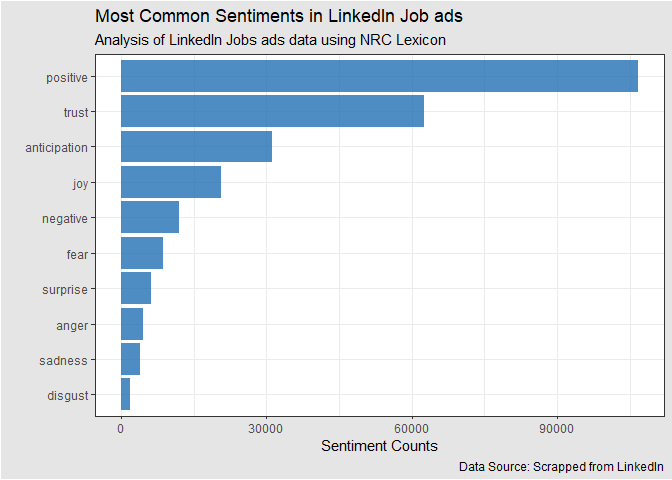 Most Common Sentiments in LinkedIn Job ads
Analysis of LinkedIn Jobs ads data using NRC Lexicon
positive
trust
anticipation
joy
negative
fear
surprise
anger
sadness
disgust
0 30000 60000 90000
Sentiment Counts
Data Source: Scrapped from LinkedIn